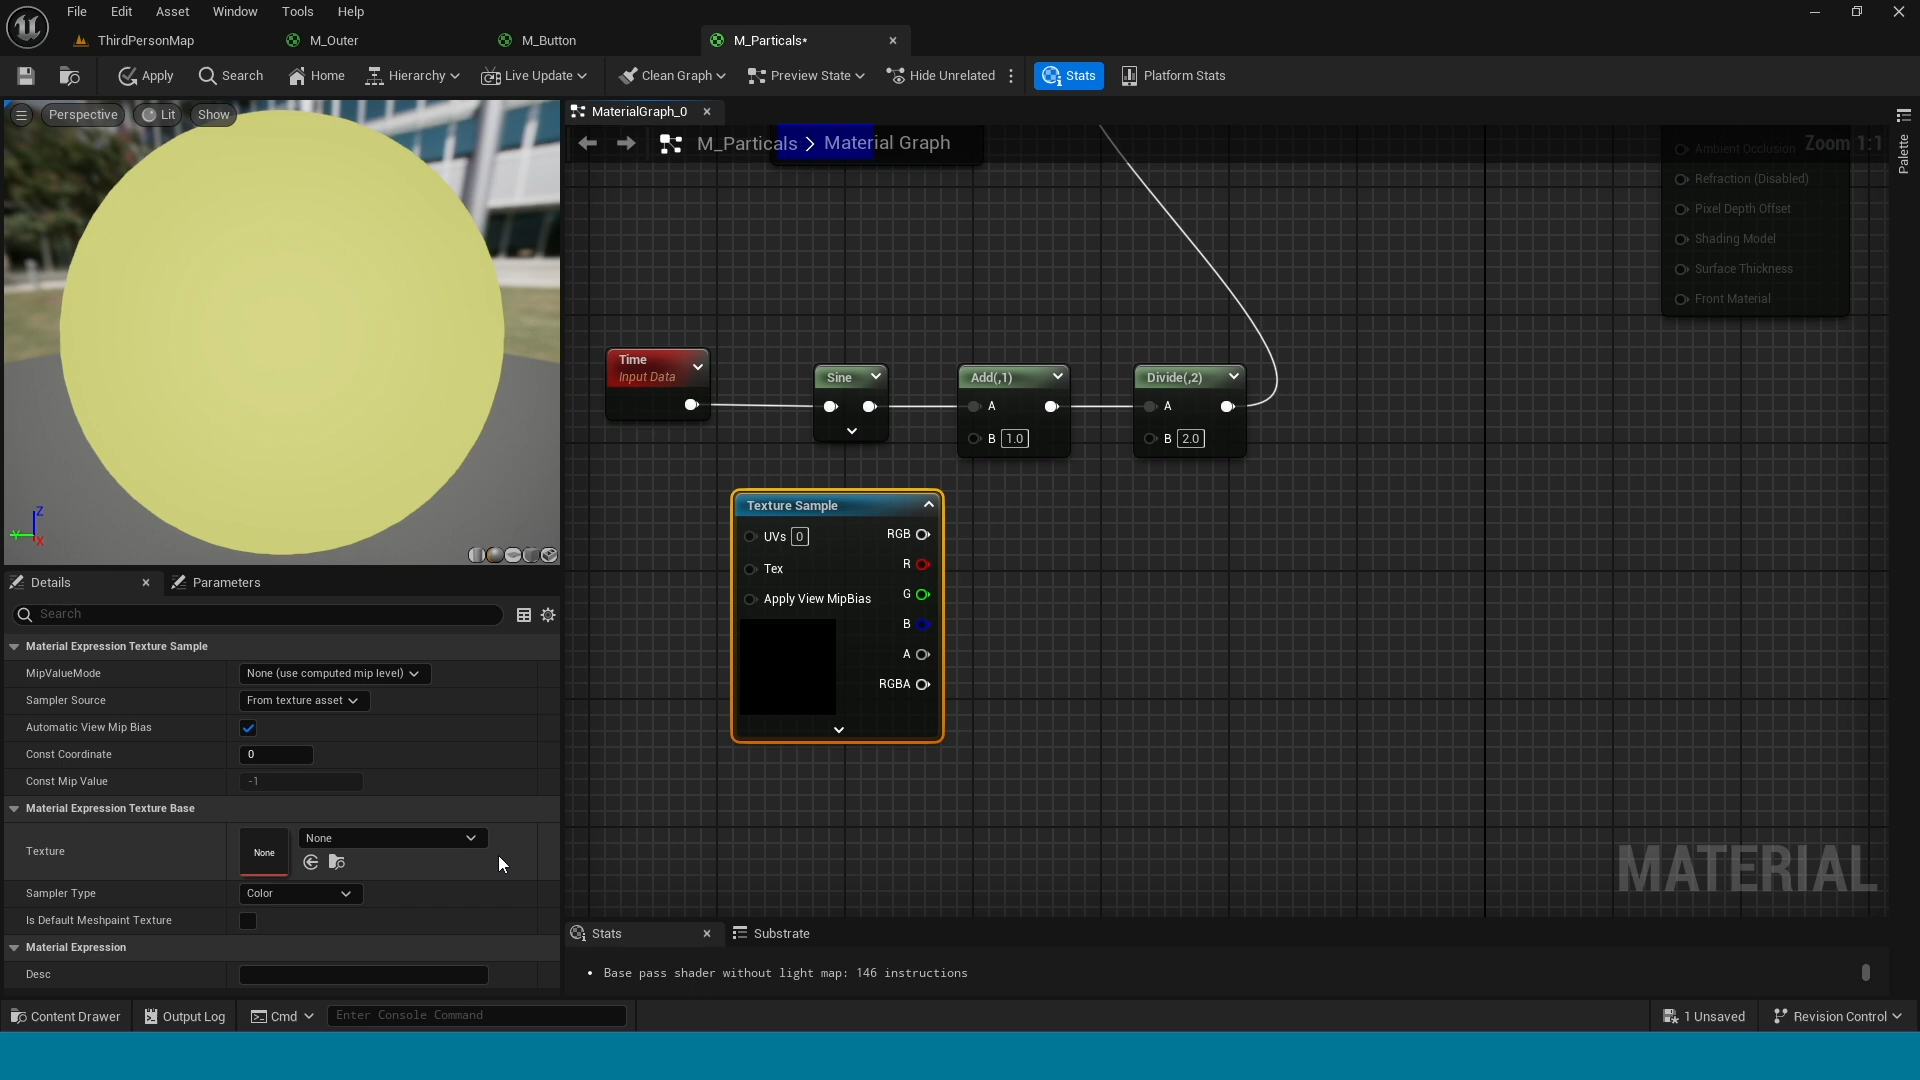 File Edit Asset Window Tools Help
ThirdPersonMap M_Outer M_Button M_Particals*
Apply Search Home Hierarchy Live Update Clean Graph Preview State Hide Unrelated Stats Platform Stats
Perspective Lit Show
MaterialGraph_0
M_Particals > Material Graph
Zoom 1:1
Palette
Ambient Occlusion
Refraction (Disabled)
Pixel Depth Offset
Shading Model
Surface Thickness
Front Material
Time
Input Data
Sine
Add(,1)
A
B 1.0
Divide(,2)
A
B 2.0
Texture Sample
UVs 0 RGB
R
Tex
G
Apply View MipBias
B
A
RGBA
Z
Y
X
Details Parameters
Search
Material Expression Texture Sample
MipValueMode None (use computed mip level)
Sampler Source From texture asset
Automatic View Mip Bias
Const Coordinate 0
Const Mip Value -1
Material Expression Texture Base
Texture None None
Sampler Type Color
Is Default Meshpaint Texture
Material Expression
Desc
MATERIAL
Stats Substrate
• Base pass shader without light map: 146 instructions
Content Drawer Output Log Cmd Enter Console Command 1 Unsaved Revision Control